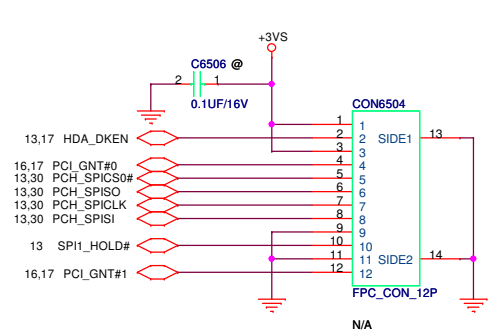 +3VS
C6506 @
2 1
0.1UF/16V
CON6504
1 1
13,17 HDA_DKEN 2 2 SIDE1 13
3 3
16,17 PCI_GNT#0 4 4
13,30 PCH_SPICS0# 5 5
13,30 PCH_SPISO 6 6
13,30 PCH_SPICLK 7 7
13,30 PCH_SPISI 8 8
9 9
13 SPI1_HOLD# 10 10
11 11 SIDE2 14
16,17 PCI_GNT#1 12 12
FPC_CON_12P
N/A